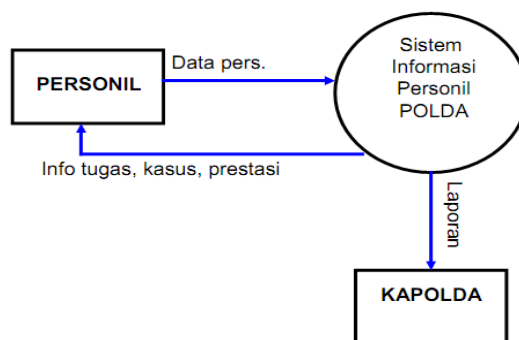 Data pers.
PERSONIL
Sistem
Informasi
Personil
POLDA
Info tugas, kasus, prestasi
Laporan
KAPOLDA